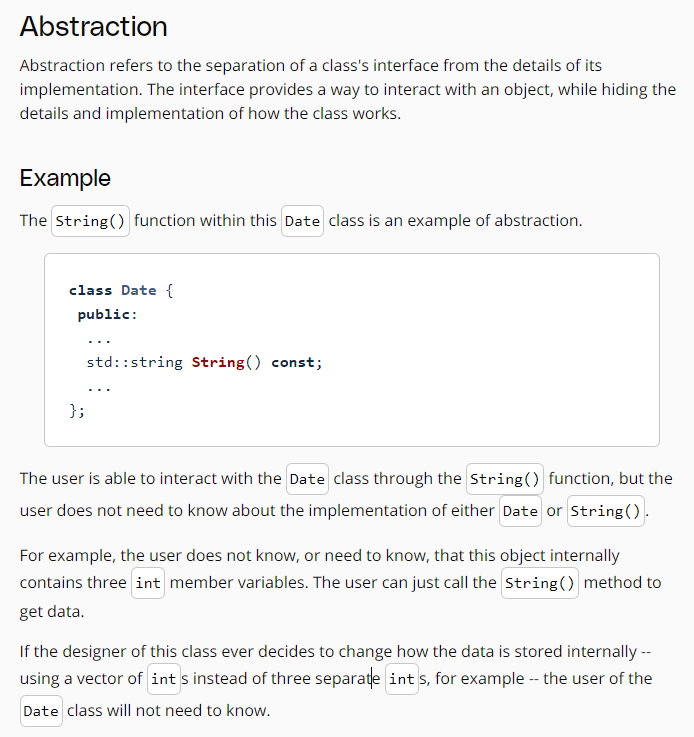 Abstraction
Abstraction refers to the separation of a class's interface from the details of its
implementation. The interface provides a way to interact with an object, while hiding the
details and implementation of how the class works.
Example
The String() function within this Date class is an example of abstraction.
class Date {
 public:
  ...
  std::string String() const;
  ...
};
The user is able to interact with the Date class through the String() function, but the
user does not need to know about the implementation of either Date or String().
For example, the user does not know, or need to know, that this object internally
contains three int member variables. The user can just call the String() method to
get data.
If the designer of this class ever decides to change how the data is stored internally --
using a vector of ints instead of three separate ints, for example -- the user of the
Date class will not need to know.